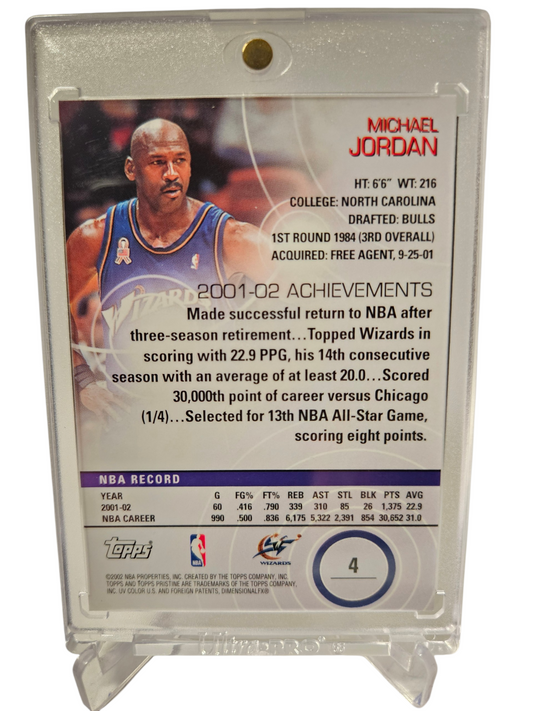 MICHAEL
JORDAN
HT: 6'6" WT: 216
COLLEGE: NORTH CAROLINA
DRAFTED: BULLS
1ST ROUND 1984 (3RD OVERALL)
ACQUIRED: FREE AGENT, 9-25-01
WIZARDS
2001-02 ACHIEVEMENTS
Made successful return to NBA after
three-season retirement...Topped Wizards in
scoring with 22.9 PPG, his 14th consecutive
season with an average of at least 20.0...Scored
30,000th point of career versus Chicago
(1/4)...Selected for 13th NBA All-Star Game,
scoring eight points.
NBA RECORD
YEAR G FG% FT% REB AST STL BLK PTS AVG
2001-02 60 .416 .790 339 310 85 26 1,375 22.9
NBA CAREER 990 .500 .836 6,175 5,322 2,391 854 30,652 31.0
topps NBA WIZARDS 4
©2002 NBA PROPERTIES, INC. CREATED BY THE TOPPS COMPANY, INC.
TOPPS AND TOPPS PRISTINE ARE TRADEMARKS OF THE TOPPS COMPANY,
INC. UV COLOR U.S. AND FOREIGN PATENTS, DIMENSIONALFX®
Ultra PRO